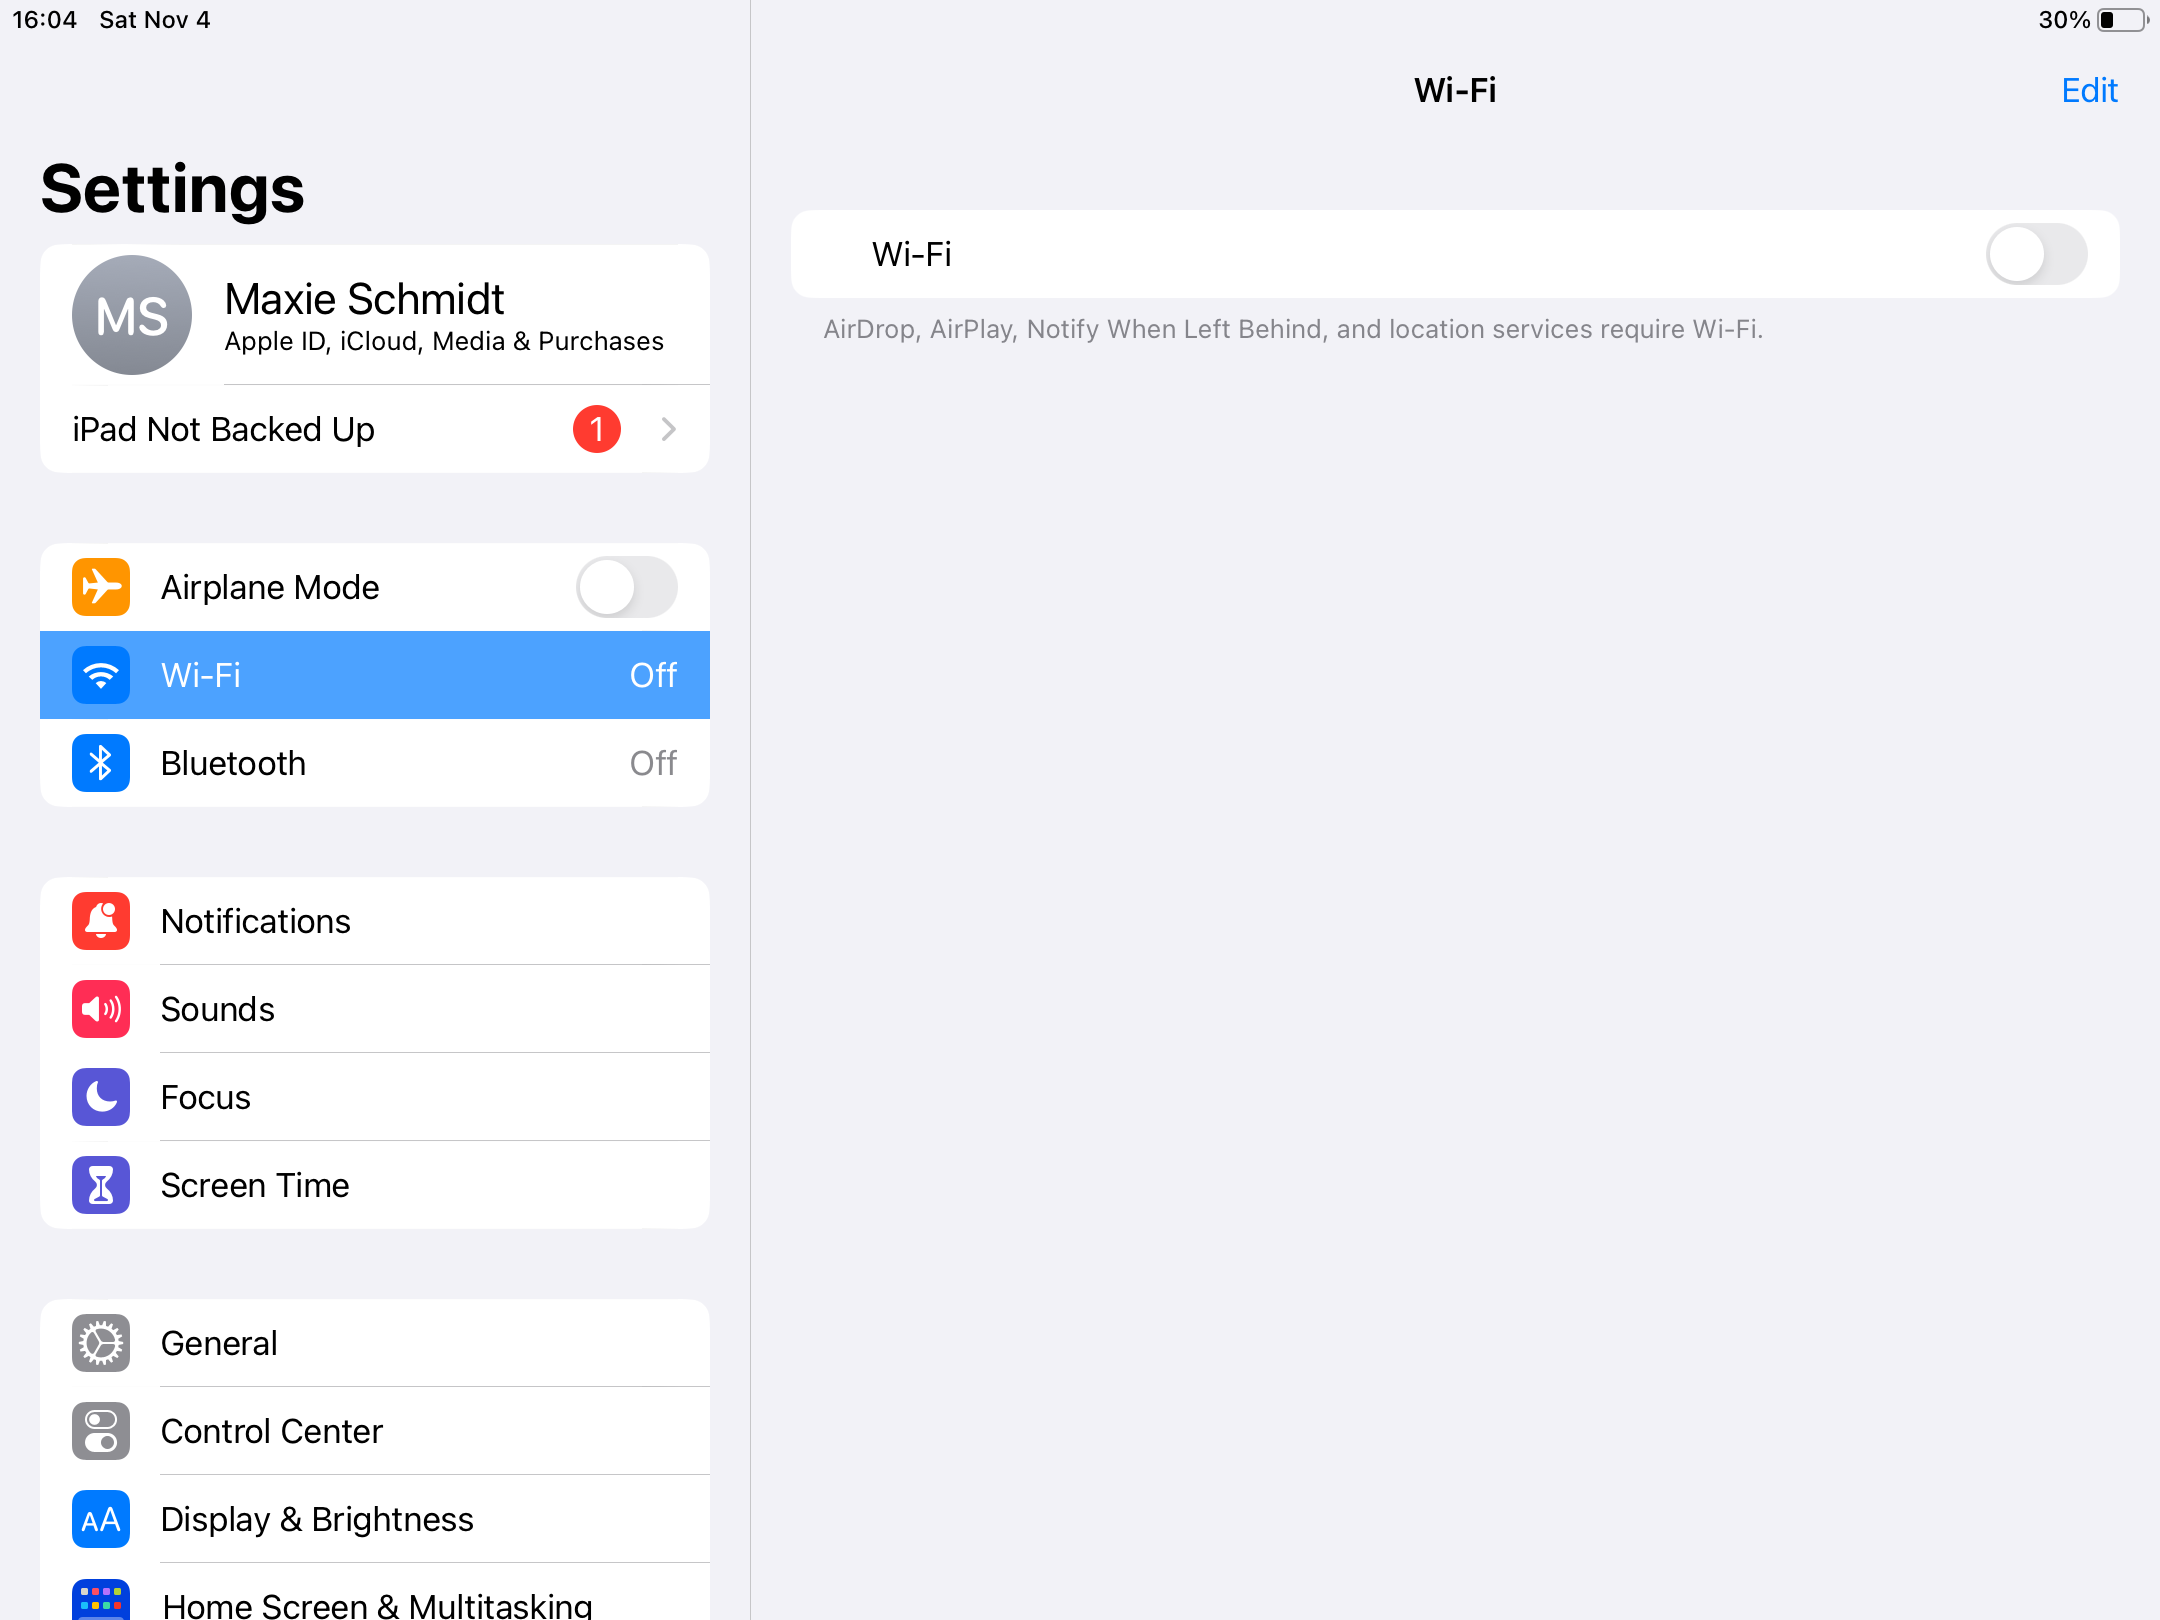 16:04 Sat Nov 4
30%
Settings
MS
Maxie Schmidt
Apple ID, iCloud, Media & Purchases
iPad Not Backed Up 1
Airplane Mode
Wi-Fi Off
Bluetooth Off
Notifications
Sounds
Focus
Screen Time
General
Control Center
AA Display & Brightness
Home Screen & Multitasking
Wi-Fi
Edit
Wi-Fi
AirDrop, AirPlay, Notify When Left Behind, and location services require Wi-Fi.